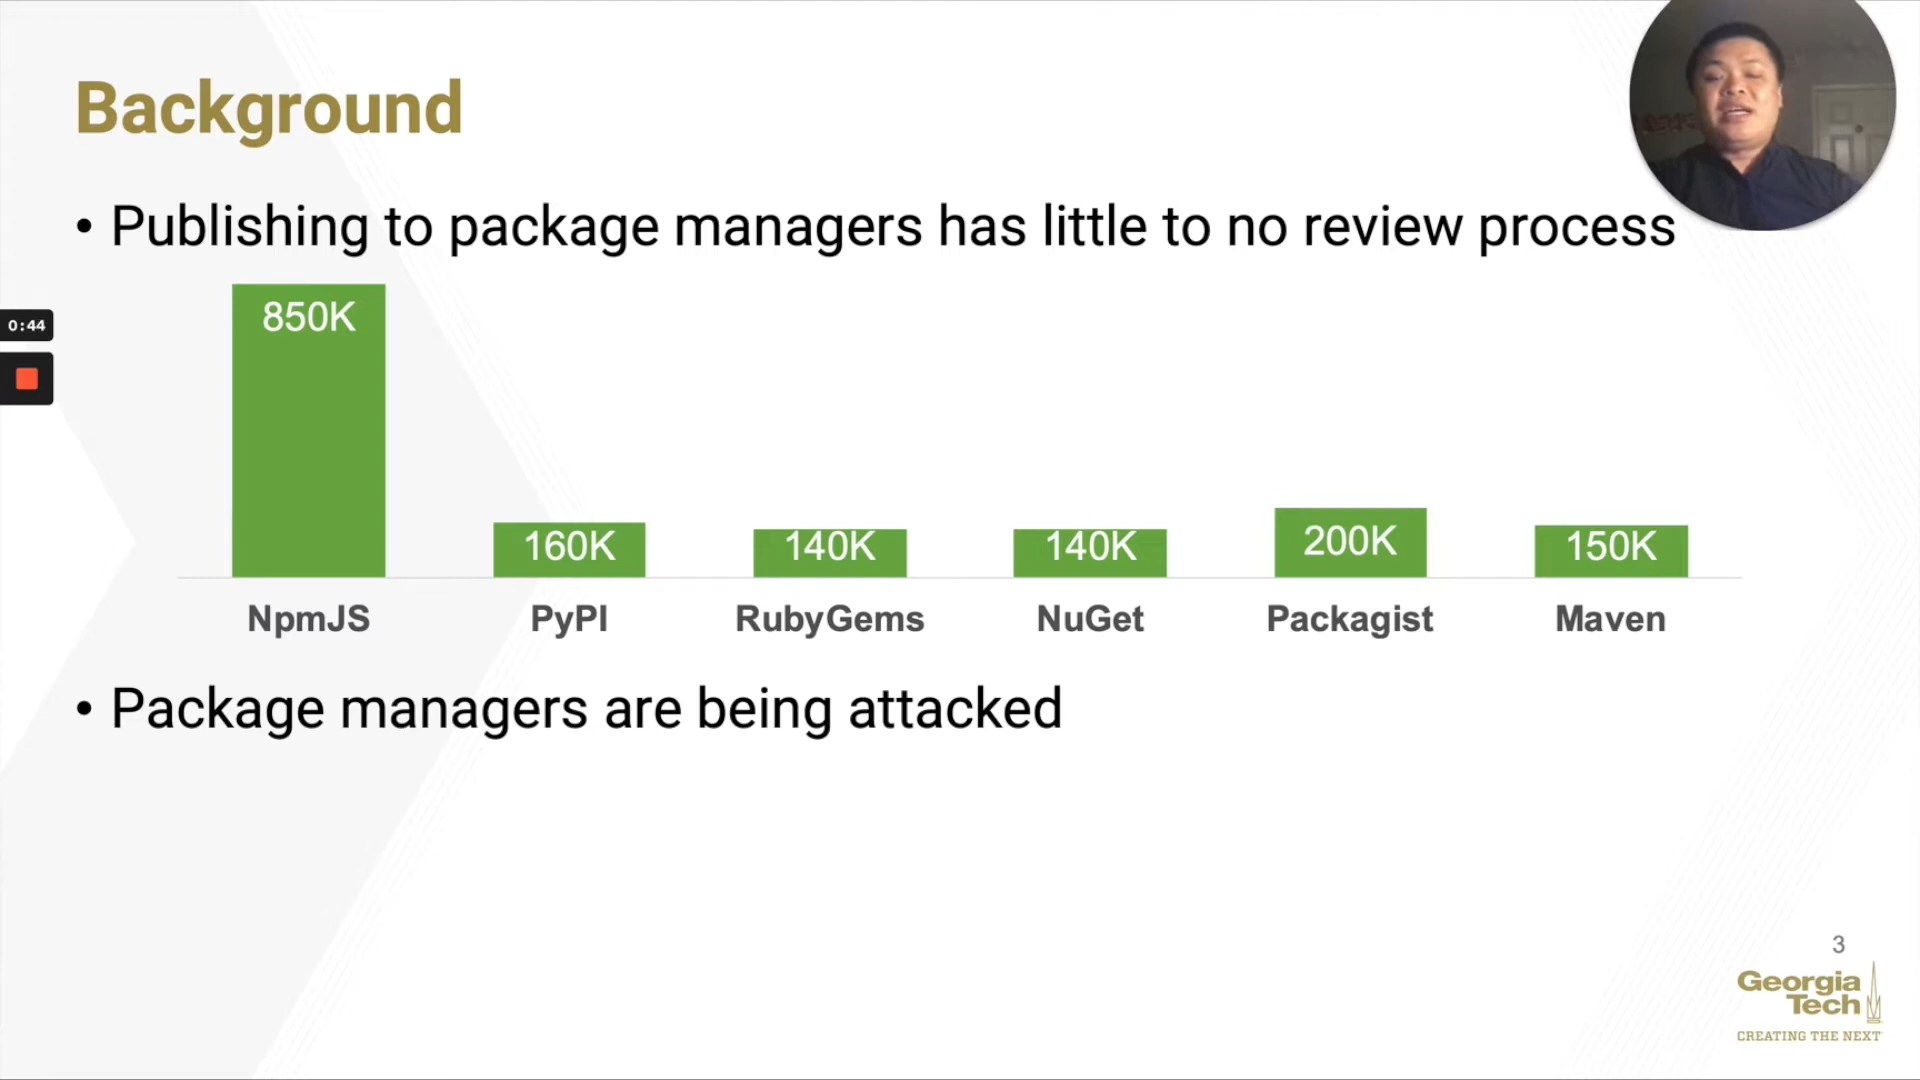 Background
• Publishing to package managers has little to no review process
850K
0:44
160K 140K 140K 200K 150K
NpmJS PyPI RubyGems NuGet Packagist Maven
• Package managers are being attacked
3
Georgia
Tech
CREATING THE NEXT